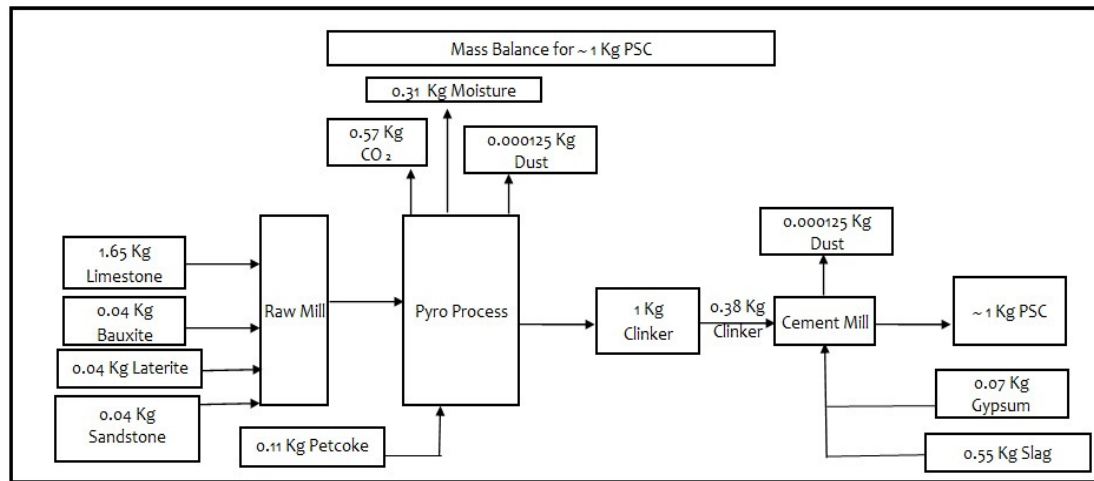 Mass Balance for ~ 1 Kg PSC
0.31 Kg Moisture
0.57 Kg
CO 2
0.000125 Kg
Dust
1.65 Kg
Limestone
0.04 Kg
Bauxite
0.04 Kg Laterite
0.04 Kg
Sandstone
Raw Mill
Pyro Process
0.11 Kg Petcoke
1 Kg
Clinker
0.38 Kg
Clinker
0.000125 Kg
Dust
Cement Mill
~ 1 Kg PSC
0.07 Kg
Gypsum
0.55 Kg Slag